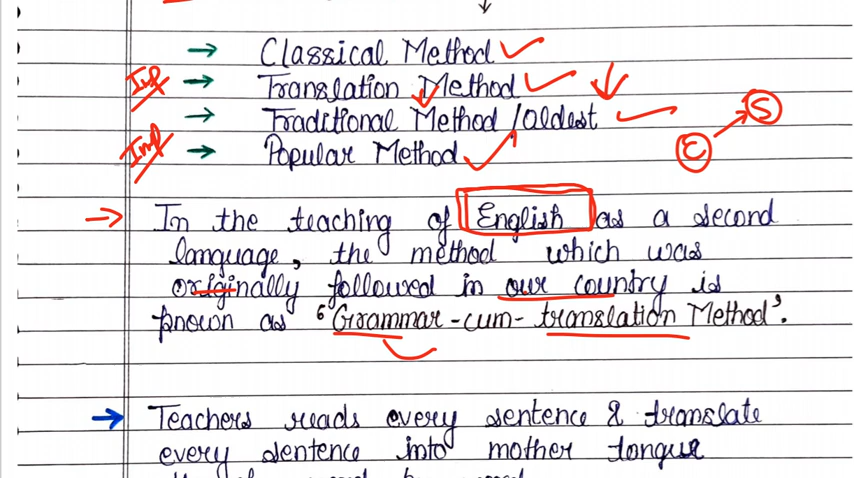 → Classical Method
Imp → Translation Method
→ Traditional Method / Oldest
Imp → Popular Method
E → S
→ In the teaching of English as a second
language, the method which was
originally followed in our country is
known as 'Grammar-cum-translation Method'.
→ Teachers reads every sentence & translate
every sentence into mother tongue